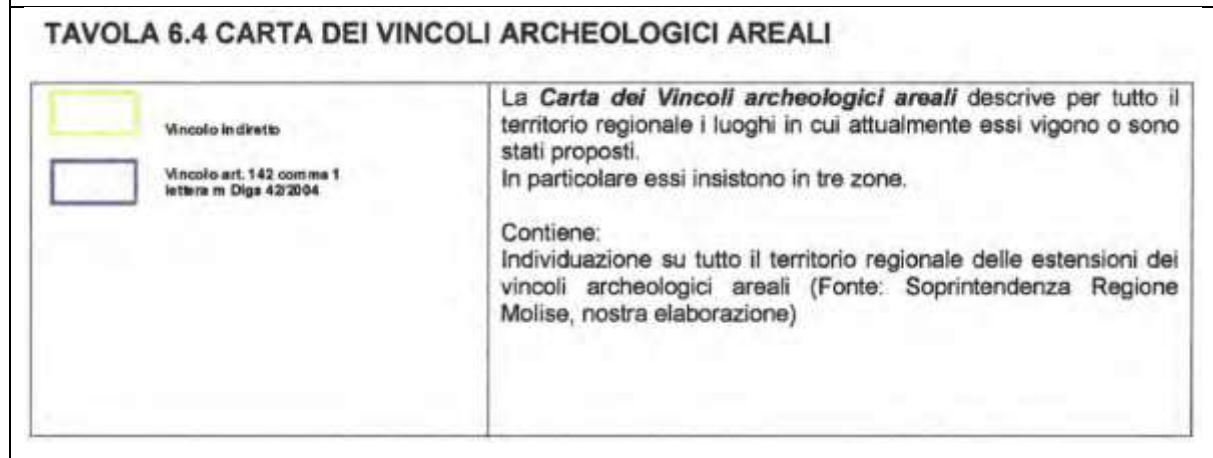 TAVOLA 6.4 CARTA DEI VINCOLI ARCHEOLOGICI AREALI
Vincolo indiretto
Vincolo art. 142 comma 1
lettera m Dlgs 42/2004
La Carta dei Vincoli archeologici areali descrive per tutto il
territorio regionale i luoghi in cui attualmente essi vigono o sono
stati proposti.
In particolare essi insistono in tre zone.
Contiene:
Individuazione su tutto il territorio regionale delle estensioni dei
vincoli archeologici areali (Fonte: Soprintendenza Regione
Molise, nostra elaborazione)